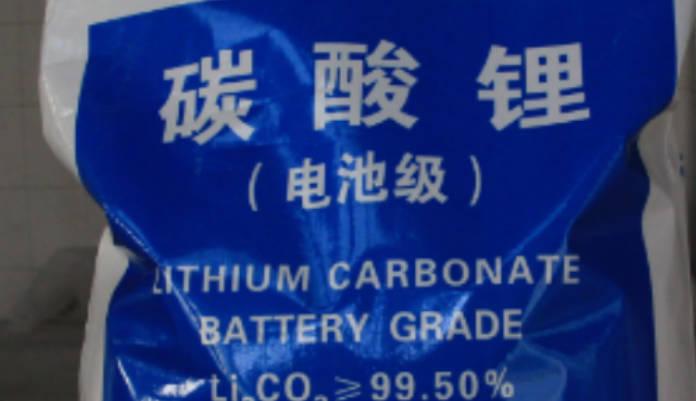 碳酸锂
（电池级）
LITHIUM CARBONATE
BATTERY GRADE
Li₂CO₃≥99.50%